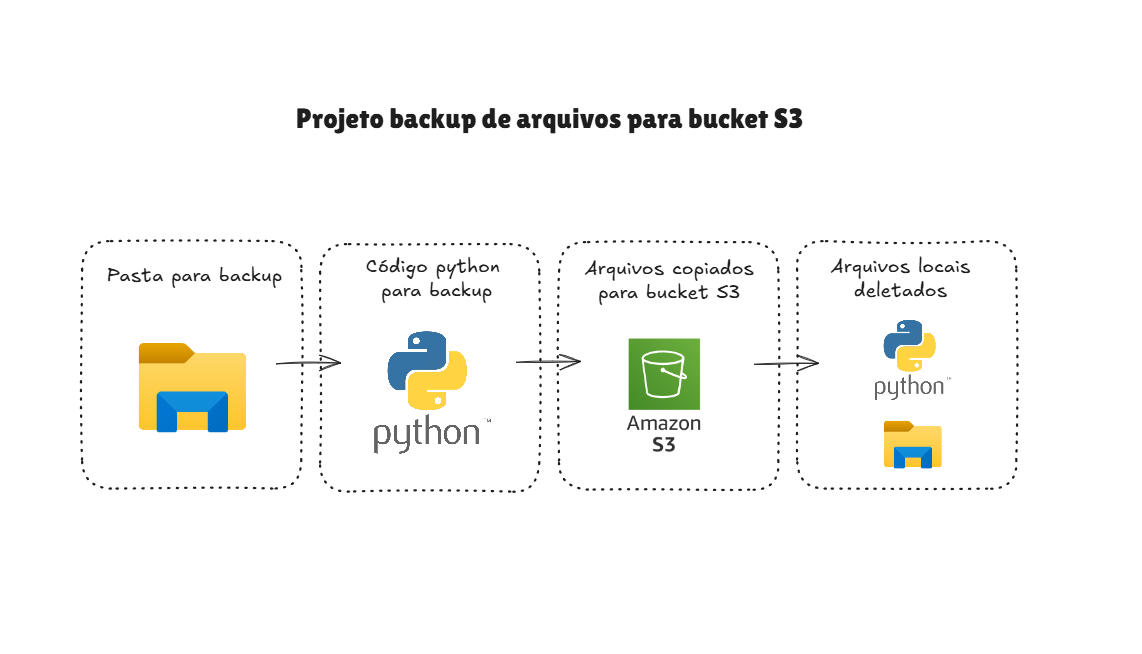 Projeto backup de arquivos para bucket S3
Pasta para backup
Código python
para backup
python™
Arquivos copiados
para bucket S3
Amazon
S3
Arquivos locais
deletados
python™